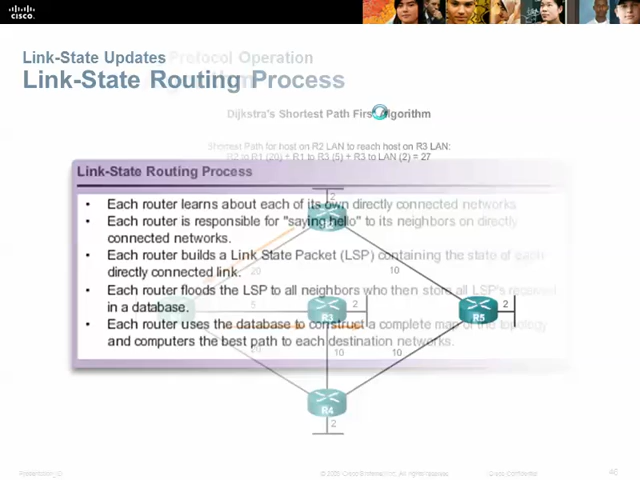 CISCO
Link-State Updates Protocol Operation
Link-State Routing Process
Dijkstra's Shortest Path First Algorithm
Shortest Path for host on R2 LAN to reach host on R3 LAN:
R2 to R1 (20) + R1 to R3 (5) + R3 to LAN (2) = 27
Link-State Routing Process
2
• Each router learns about each of its own directly connected networks.
• Each router is responsible for "saying hello" to its neighbors on directly
connected networks.
• Each router builds a Link State Packet (LSP) containing the state of each
directly connected link.
20
10
• Each router floods the LSP to all neighbors who then store all LSP's received
in a database.
5
R3
2
R5
2
• Each router uses the database to construct a complete map of the topology
and computers the best path to each destination networks.
20
10
10
R4
2
Presentation_ID
Cisco Confidential